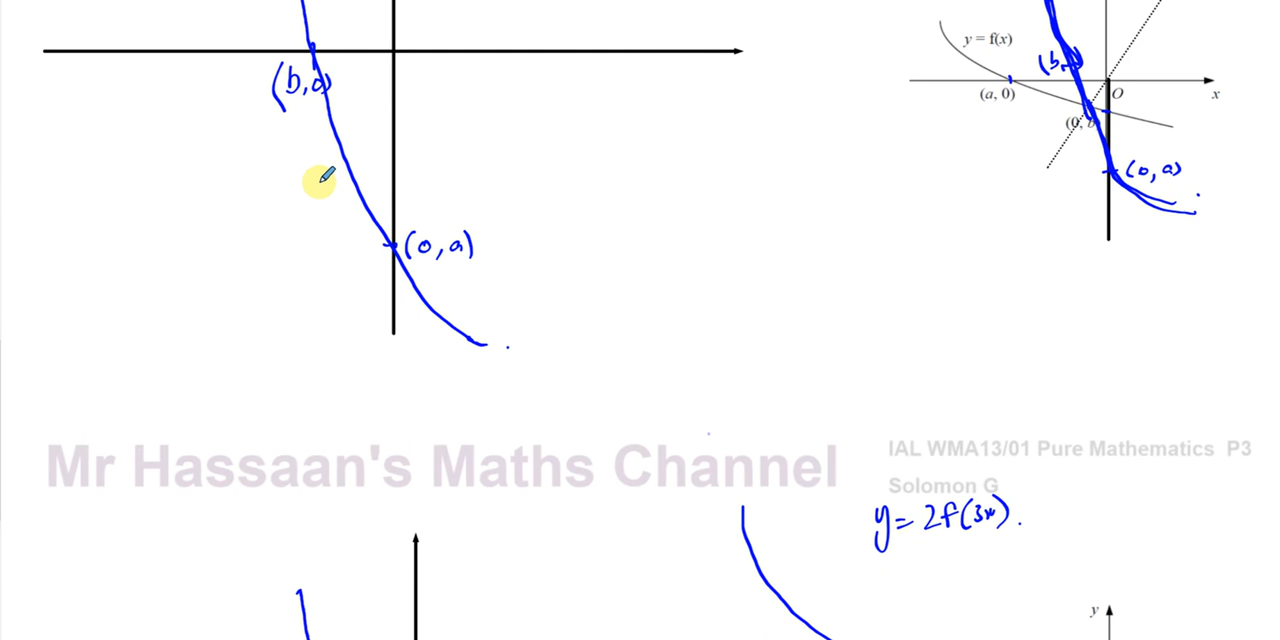 y = f(x)
(b,
(b,0)
(a, 0)
O
x
(0, b
(0,a)
(0,a)
Mr Hassaan's Maths Channel
IAL WMA13/01 Pure Mathematics P3
Solomon G
y= 2f(3x).
y